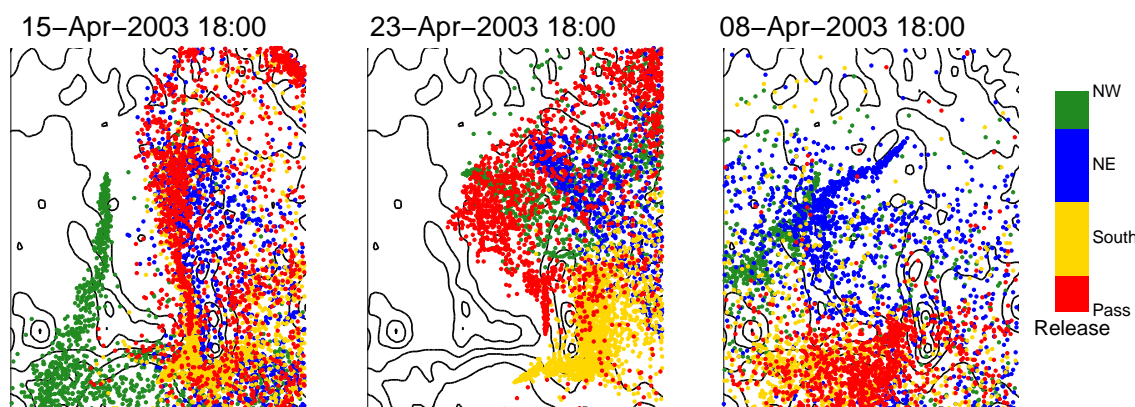 15–Apr–2003 18:00
23–Apr–2003 18:00
08–Apr–2003 18:00
NW
NE
South
Pass
Release